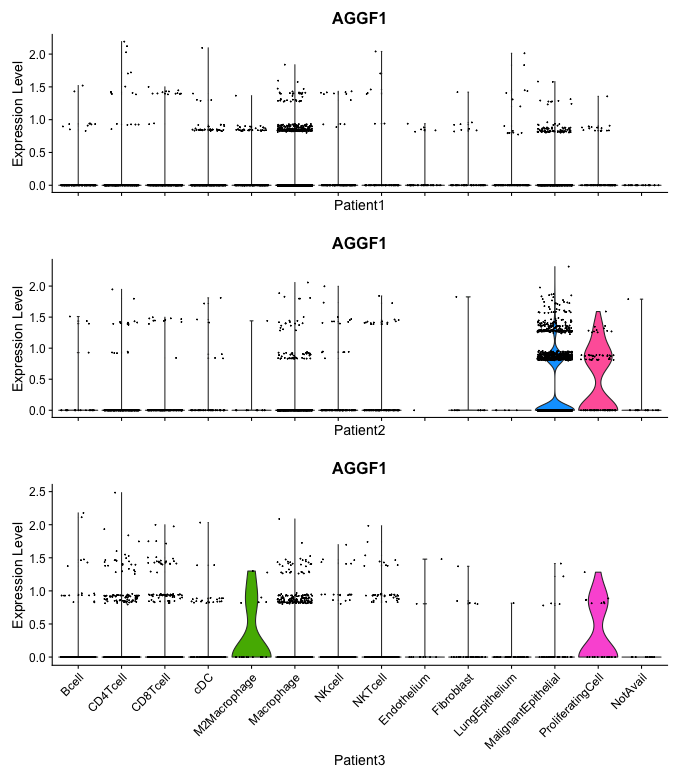 AGGF1
Expression Level
2.0
1.5
1.0
0.5
0.0
Patient1
AGGF1
Expression Level
2.0
1.5
1.0
0.5
0.0
Patient2
AGGF1
Expression Level
2.5
2.0
1.5
1.0
0.5
0.0
Bcell
CD4Tcell
CD8Tcell
cDC
M2Macrophage
Macrophage
NKcell
NKTcell
Endothelium
Fibroblast
LungEpithelium
MalignantEpithelial
ProliferatingCell
NotAvail
Patient3